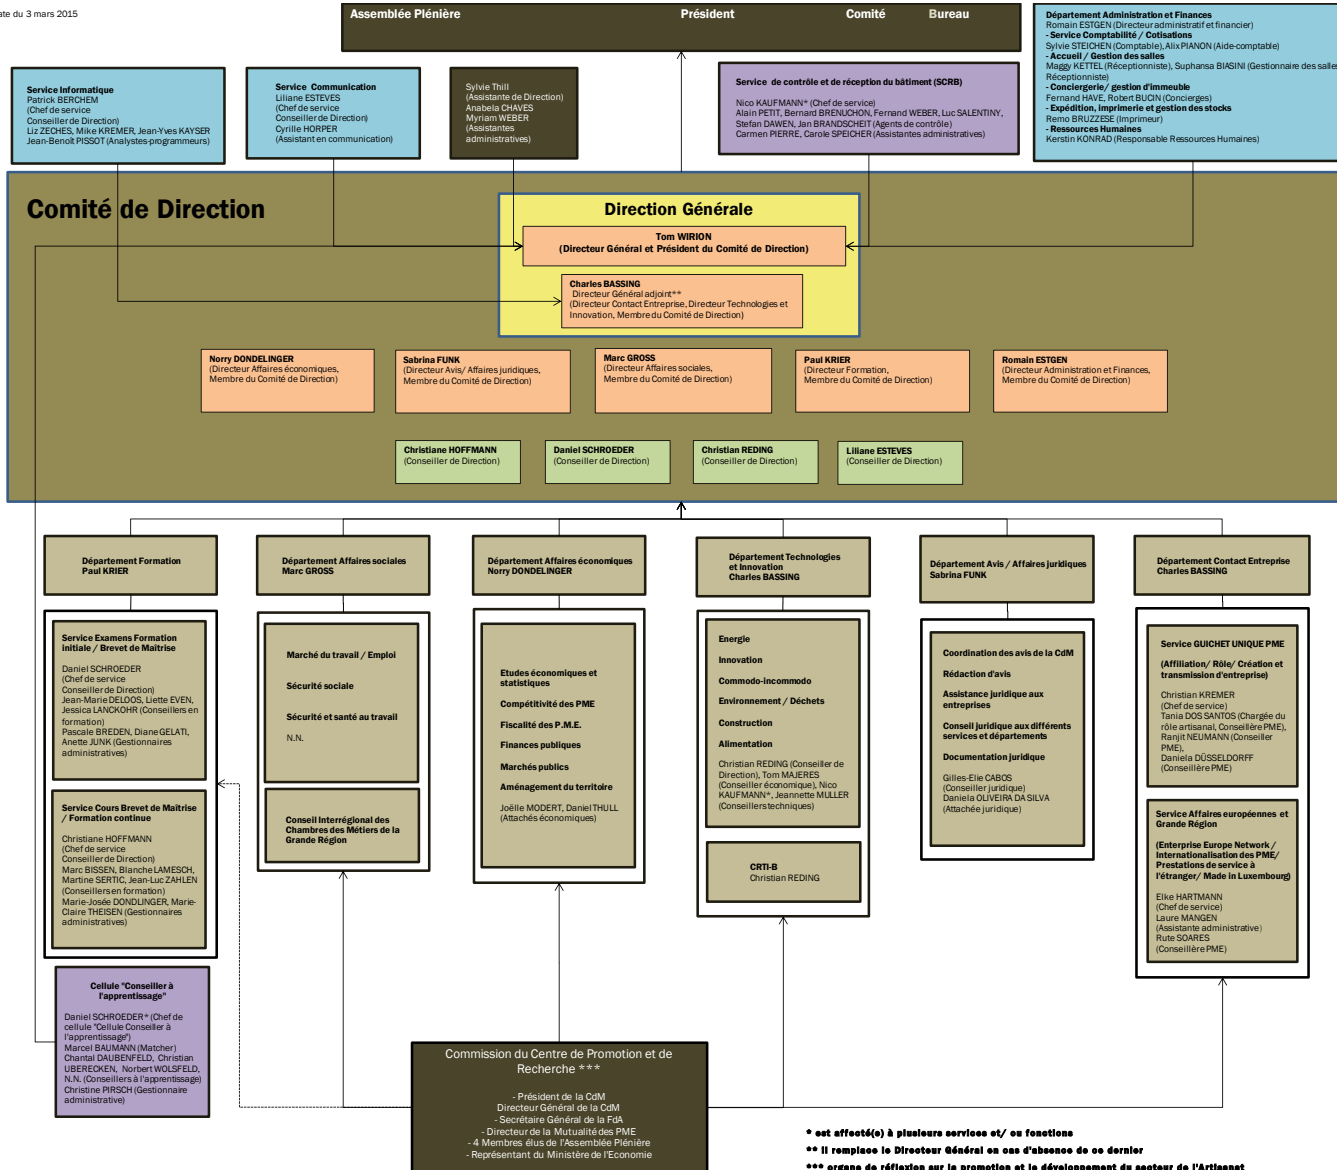 ate du 3 mars 2015
Assemblée Plénière Président Comité Bureau
Département Administration et Finances
Romain ESTGEN (Directeur administratif et financier)
- Service Comptabilité / Cotisations
Sylvie STEICHEN (Comptable), Alix PIANON (Aide-comptable)
- Accueil / Gestion des salles
Maggy KETTEL (Réceptionniste), Suphansa BIASINI (Gestionnaire des salles
Réceptionniste)
- Conciergerie/ gestion d'immeuble
Fernand HAVE, Robert BUCIN (Concierges)
- Expédition, imprimerie et gestion des stocks
Remo BRUZZESE (Imprimeur)
- Ressources Humaines
Kerstin KONRAD (Responsable Ressources Humaines)
Service Informatique
Patrick BERCHEM
(Chef de service
Conseiller de Direction)
Liz ZECHES, Mike KREMER, Jean-Yves KAYSER
Jean-Benoît PISSOT (Analystes-programmeurs)
Service Communication
Liliane ESTEVES
(Chef de service
Conseiller de Direction)
Cyrille HORPER
(Assistant en communication)
Sylvie Thill
(Assistante de Direction)
Anabela CHAVES
Myriam WEBER
(Assistantes
administratives)
Service de contrôle et de réception du bâtiment (SCRB)
Nico KAUFMANN* (Chef de service)
Alain PETIT, Bernard BRENUCHON, Fernand WEBER, Luc SALENTINY,
Stefan DAWEN, Jan BRANDSCHEIT (Agents de contrôle)
Carmen PIERRE, Carole SPEICHER (Assistantes administratives)
Comité de Direction
Direction Générale
Tom WIRION
(Directeur Général et Président du Comité de Direction)
Charles BASSING
Directeur Général adjoint**
(Directeur Contact Entreprise, Directeur Technologies et
Innovation, Membre du Comité de Direction)
Norry DONDELINGER
(Directeur Affaires économiques,
Membre du Comité de Direction)
Sabrina FUNK
(Directeur Avis/ Affaires juridiques,
Membre du Comité de Direction)
Marc GROSS
(Directeur Affaires sociales,
Membre du Comité de Direction)
Paul KRIER
(Directeur Formation,
Membre du Comité de Direction)
Romain ESTGEN
(Directeur Administration et Finances,
Membre du Comité de Direction)
Christiane HOFFMANN
(Conseiller de Direction)
Daniel SCHROEDER
(Conseiller de Direction)
Christian REDING
(Conseiller de Direction)
Liliane ESTEVES
(Conseiller de Direction)
Département Formation
Paul KRIER
Département Affaires sociales
Marc GROSS
Département Affaires économiques
Norry DONDELINGER
Département Technologies
et Innovation
Charles BASSING
Département Avis / Affaires juridiques
Sabrina FUNK
Département Contact Entreprise
Charles BASSING
Service Examens Formation
initiale / Brevet de Maîtrise
Daniel SCHROEDER
(Chef de service
Conseiller de Direction)
Jean-Marie DELOOS, Liette EVEN,
Jessica LANCKOHR (Conseillers en
formation)
Pascale BREDEN, Diane GELATI,
Anette JUNK (Gestionnaires
administratives)
Service Cours Brevet de Maîtrise
/ Formation continue
Christiane HOFFMANN
(Chef de service
Conseiller de Direction)
Marc BISSEN, Blanche LAMESCH,
Martine SERTIC, Jean-Luc ZAHLEN
(Conseillers en formation)
Marie-Josée DONDLINGER, Marie-
Claire THEISEN (Gestionnaires
administratives)
Cellule "Conseiller à
l'apprentissage"
Daniel SCHROEDER* (Chef de
cellule "Cellule Conseiller à
l'apprentissage")
Marcel BAUMANN (Matcher)
Chantal DAUBENFELD, Christian
UBERECKEN, Norbert WOLSFELD,
N.N. (Conseillers à l'apprentissage)
Christine PIRSCH (Gestionnaire
administrative)
Marché du travail / Emploi
Sécurité sociale
Sécurité et santé au travail
N.N.
Conseil Interrégional des
Chambres des Métiers de la
Grande Région
Etudes économiques et
statistiques
Compétitivité des PME
Fiscalité des P.M.E.
Finances publiques
Marchés publics
Aménagement du territoire
Joëlle MODERT, Daniel THULL
(Attachés économiques)
Energie
Innovation
Commodo-incommodo
Environnement / Déchets
Construction
Alimentation
Christian REDING (Conseiller de
Direction), Tom MAJERES
(Conseiller économique), Nico
KAUFMANN*, Jeannette MULLER
(Conseillers techniques)
CRTI-B
Christian REDING
Coordination des avis de la CdM
Rédaction d'avis
Assistance juridique aux
entreprises
Conseil juridique aux différents
services et départements
Documentation juridique
Gilles-Elie CABOS
(Conseiller juridique)
Daniela OLIVEIRA DA SILVA
(Attachée juridique)
Service GUICHET UNIQUE PME
(Affiliation/ Rôle/ Création et
transmission d'entreprise)
Christian KREMER
(Chef de service)
Tania DOS SANTOS (Chargée du
rôle artisanal, Conseillère PME),
Ranjit NEUMANN (Conseiller
PME),
Daniela DÜSSELDORFF
(Conseillère PME)
Service Affaires européennes et
Grande Région
(Enterprise Europe Network /
Internationalisation des PME/
Prestations de service à
l'étranger/ Made in Luxembourg)
Elke HARTMANN
(Chef de service)
Laure MANGEN
(Assistante administrative)
Rute SOARES
(Conseillère PME)
Commission du Centre de Promotion et de
Recherche ***
- Président de la CdM
Directeur Général de la CdM
- Secrétaire Général de la FdA
- Directeur de la Mutualité des PME
- 4 Membres élus de l'Assemblée Plénière
- Représentant du Ministère de l'Economie
* est affecté(e) à plusieurs services et/ ou fonctions
** il remplace le Directeur Général en cas d'absence de ce dernier
*** organe de réflexion sur la promotion et le développement du secteur de l'Artisanat